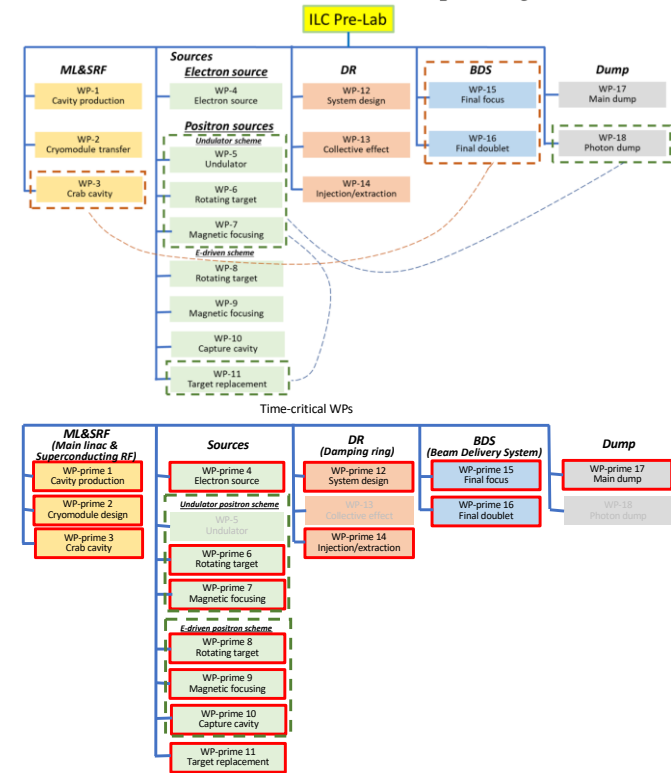 ILC Pre-Lab
ML&SRF
WP-1
Cavity production
WP-2
Cryomodule transfer
WP-3
Crab cavity
Sources
Electron source
WP-4
Electron source
Positron sources
Undulator scheme
WP-5
Undulator
WP-6
Rotating target
WP-7
Magnetic focusing
E-driven scheme
WP-8
Rotating target
WP-9
Magnetic focusing
WP-10
Capture cavity
WP-11
Target replacement
DR
WP-12
System design
WP-13
Collective effect
WP-14
Injection/extraction
BDS
WP-15
Final focus
WP-16
Final doublet
Dump
WP-17
Main dump
WP-18
Photon dump
Time-critical WPs
ML&SRF
(Main linac &
Superconducting RF)
WP-prime 1
Cavity production
WP-prime 2
Cryomodule design
WP-prime 3
Crab cavity
Sources
WP-prime 4
Electron source
Undulator positron scheme
WP-5
Undulator
WP-prime 6
Rotating target
WP-prime 7
Magnetic focusing
E-driven positron scheme
WP-prime 8
Rotating target
WP-prime 9
Magnetic focusing
WP-prime 10
Capture cavity
WP-prime 11
Target replacement
DR
(Damping ring)
WP-prime 12
System design
WP-13
Collective effect
WP-prime 14
Injection/extraction
BDS
(Beam Delivery System)
WP-prime 15
Final focus
WP-prime 16
Final doublet
Dump
WP-prime 17
Main dump
WP-18
Photon dump